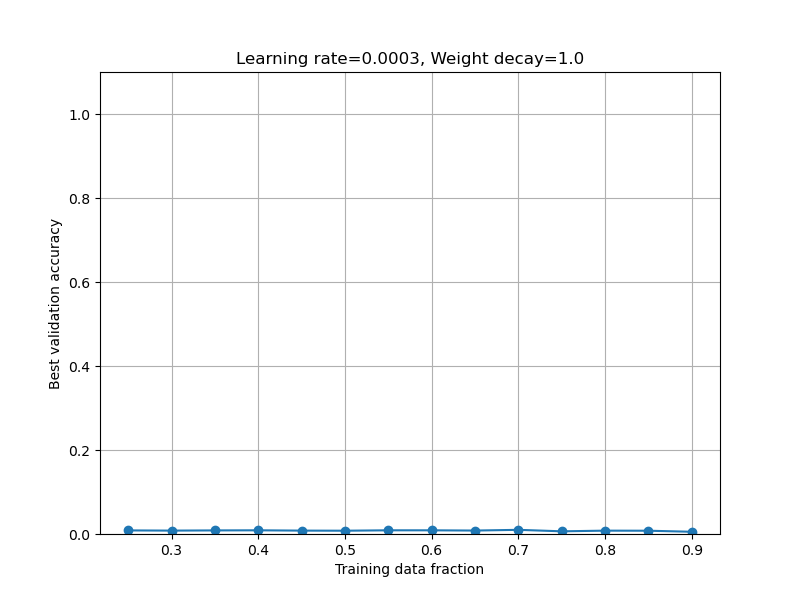 Learning rate=0.0003, Weight decay=1.0
Best validation accuracy
1.0
0.8
0.6
0.4
0.2
0.0
0.3 0.4 0.5 0.6 0.7 0.8 0.9
Training data fraction